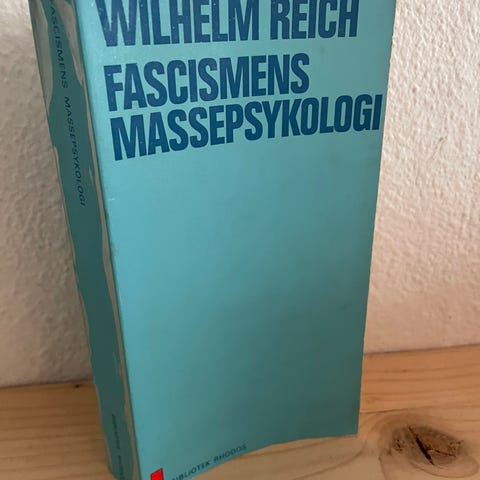 WILHELM REICH
FASCISMENS
MASSEPSYKOLOGI
BIBLIOTEK RHODOS
FASCISMENS MASSEPSYKOLOGI